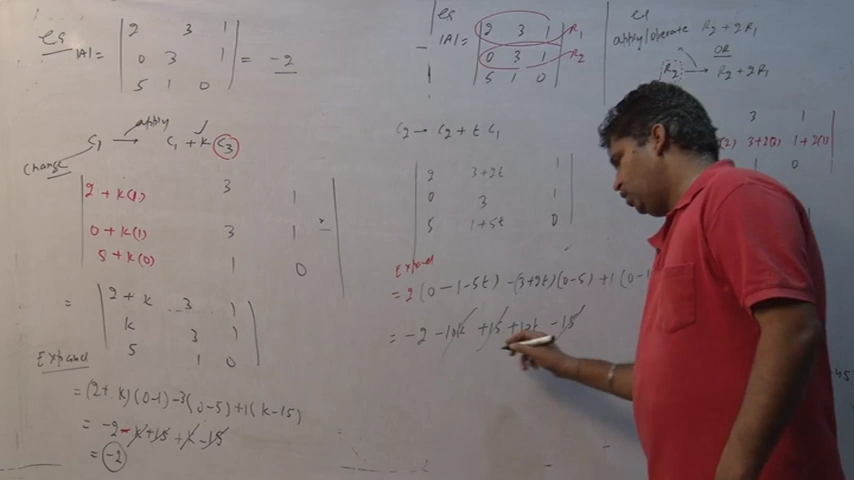 eg
|A| = | 2 3 1 |
| 0 3 1 | = -2
| 5 1 0 |
apply
C₁ → C₁ + k C₃
change
| 2 + k(1) 3 1 |
| 0 + k(1) 3 1 |
| 5 + k(0) 1 0 |
= | 2 + k 3 1 |
| k 3 1 |
| 5 1 0 |
Expand
= (2 + k)(0-1) -3(0-5) +1(k-15)
= -2 -k +15 +k -15
= -2
eg
|A| = | 2 3 1 | R₁
| 0 3 1 | R₂
| 5 1 0 |
C₂ → C₂ + t C₁
| 2 3+2t 1 |
| 0 3 1 |
| 5 1+5t 0 |
Expand
= 2(0-1-5t) -(3+2t)(0-5) +1(0-1
= -2 -10t +15 +10t -15
eg
apply/operate R₂ + 2R₁
OR
R₂ → R₂ + 2R₁
3 1
(2) 3+2(3) 1+2(1)
1 0